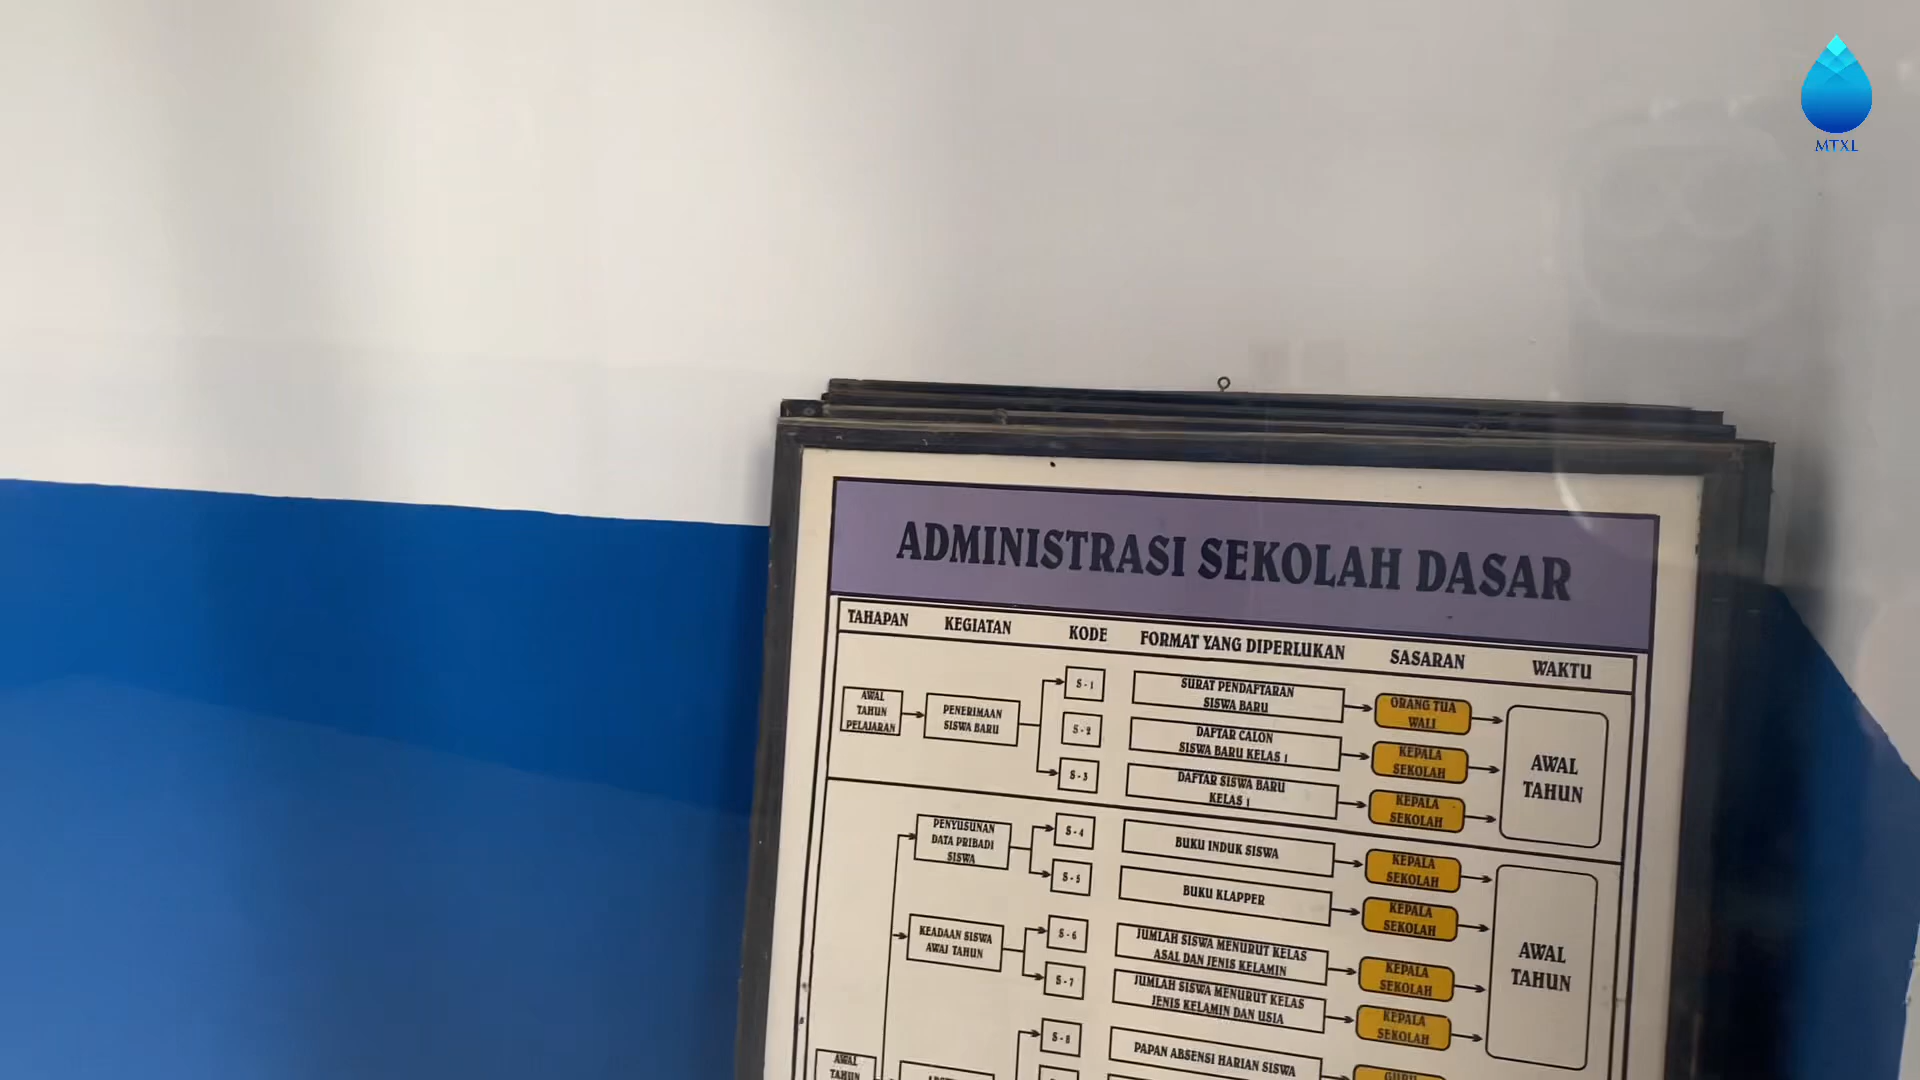 MTXL
ADMINISTRASI SEKOLAH DASAR
TAHAPAN KEGIATAN KODE FORMAT YANG DIPERLUKAN SASARAN WAKTU
AWAL
TAHUN
PELAJARAN
PENERIMAAN
SISWA BARU
S-1
SURAT PENDAFTARAN
SISWA BARU
ORANG TUA
WALI
S-2
DAFTAR CALON
SISWA BARU KELAS 1
KEPALA
SEKOLAH
S-3
DAFTAR SISWA BARU
KELAS 1
KEPALA
SEKOLAH
AWAL
TAHUN
PENYUSUNAN
DATA PRIBADI
SISWA
S-4
BUKU INDUK SISWA
KEPALA
SEKOLAH
S-5
BUKU KLAPPER
KEPALA
SEKOLAH
KEADAAN SISWA
AWAL TAHUN
S-6
JUMLAH SISWA MENURUT KELAS
ASAL DAN JENIS KELAMIN
KEPALA
SEKOLAH
S-7
JUMLAH SISWA MENURUT KELAS
JENIS KELAMIN DAN USIA
KEPALA
SEKOLAH
AWAL
TAHUN
AWAL
TAHUN
S-8
PAPAN ABSENSI HARIAN SISWA
GURU